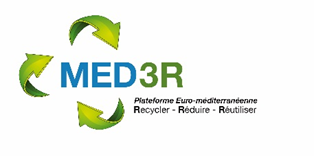 MED3R
Plateforme Euro-méditerranéenne
Recycler - Réduire - Réutiliser